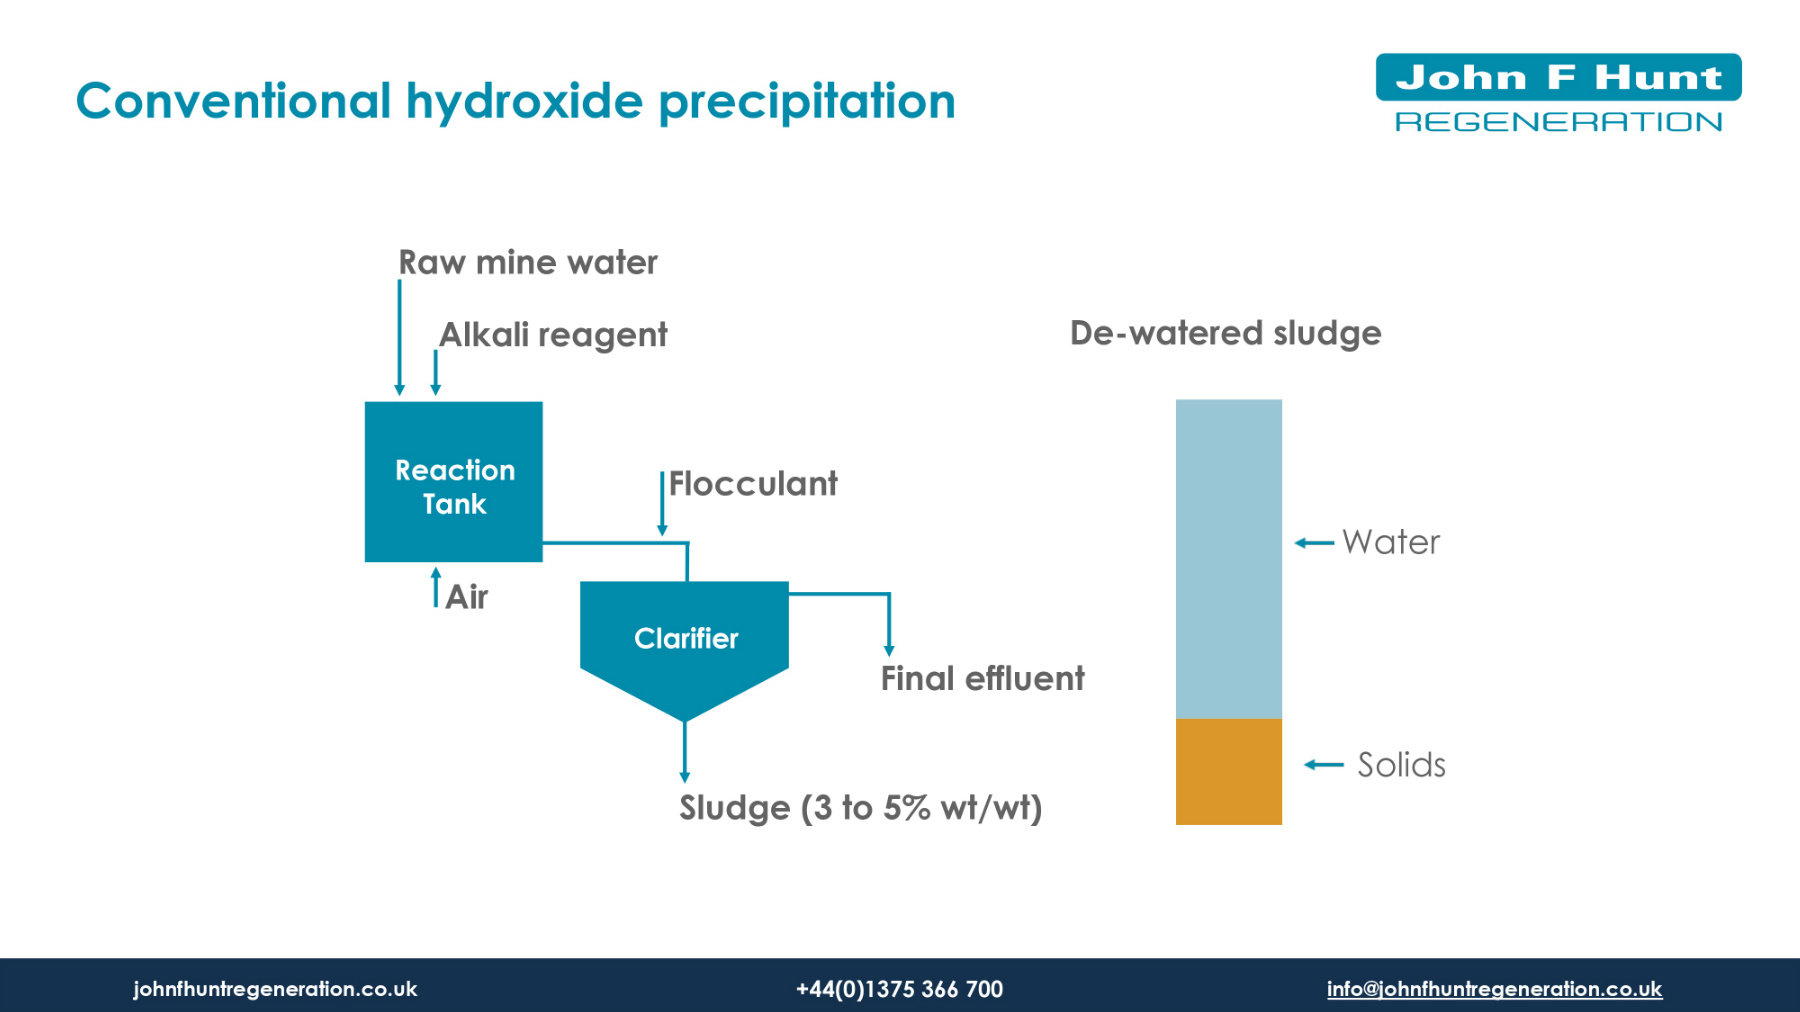 Conventional hydroxide precipitation
John F Hunt
REGENERATION
Raw mine water
Alkali reagent
De-watered sludge
Reaction
Tank
Flocculant
Water
Air
Clarifier
Final effluent
Solids
Sludge (3 to 5% wt/wt)
johnfhuntregeneration.co.uk
+44(0)1375 366 700
info@johnfhuntregeneration.co.uk